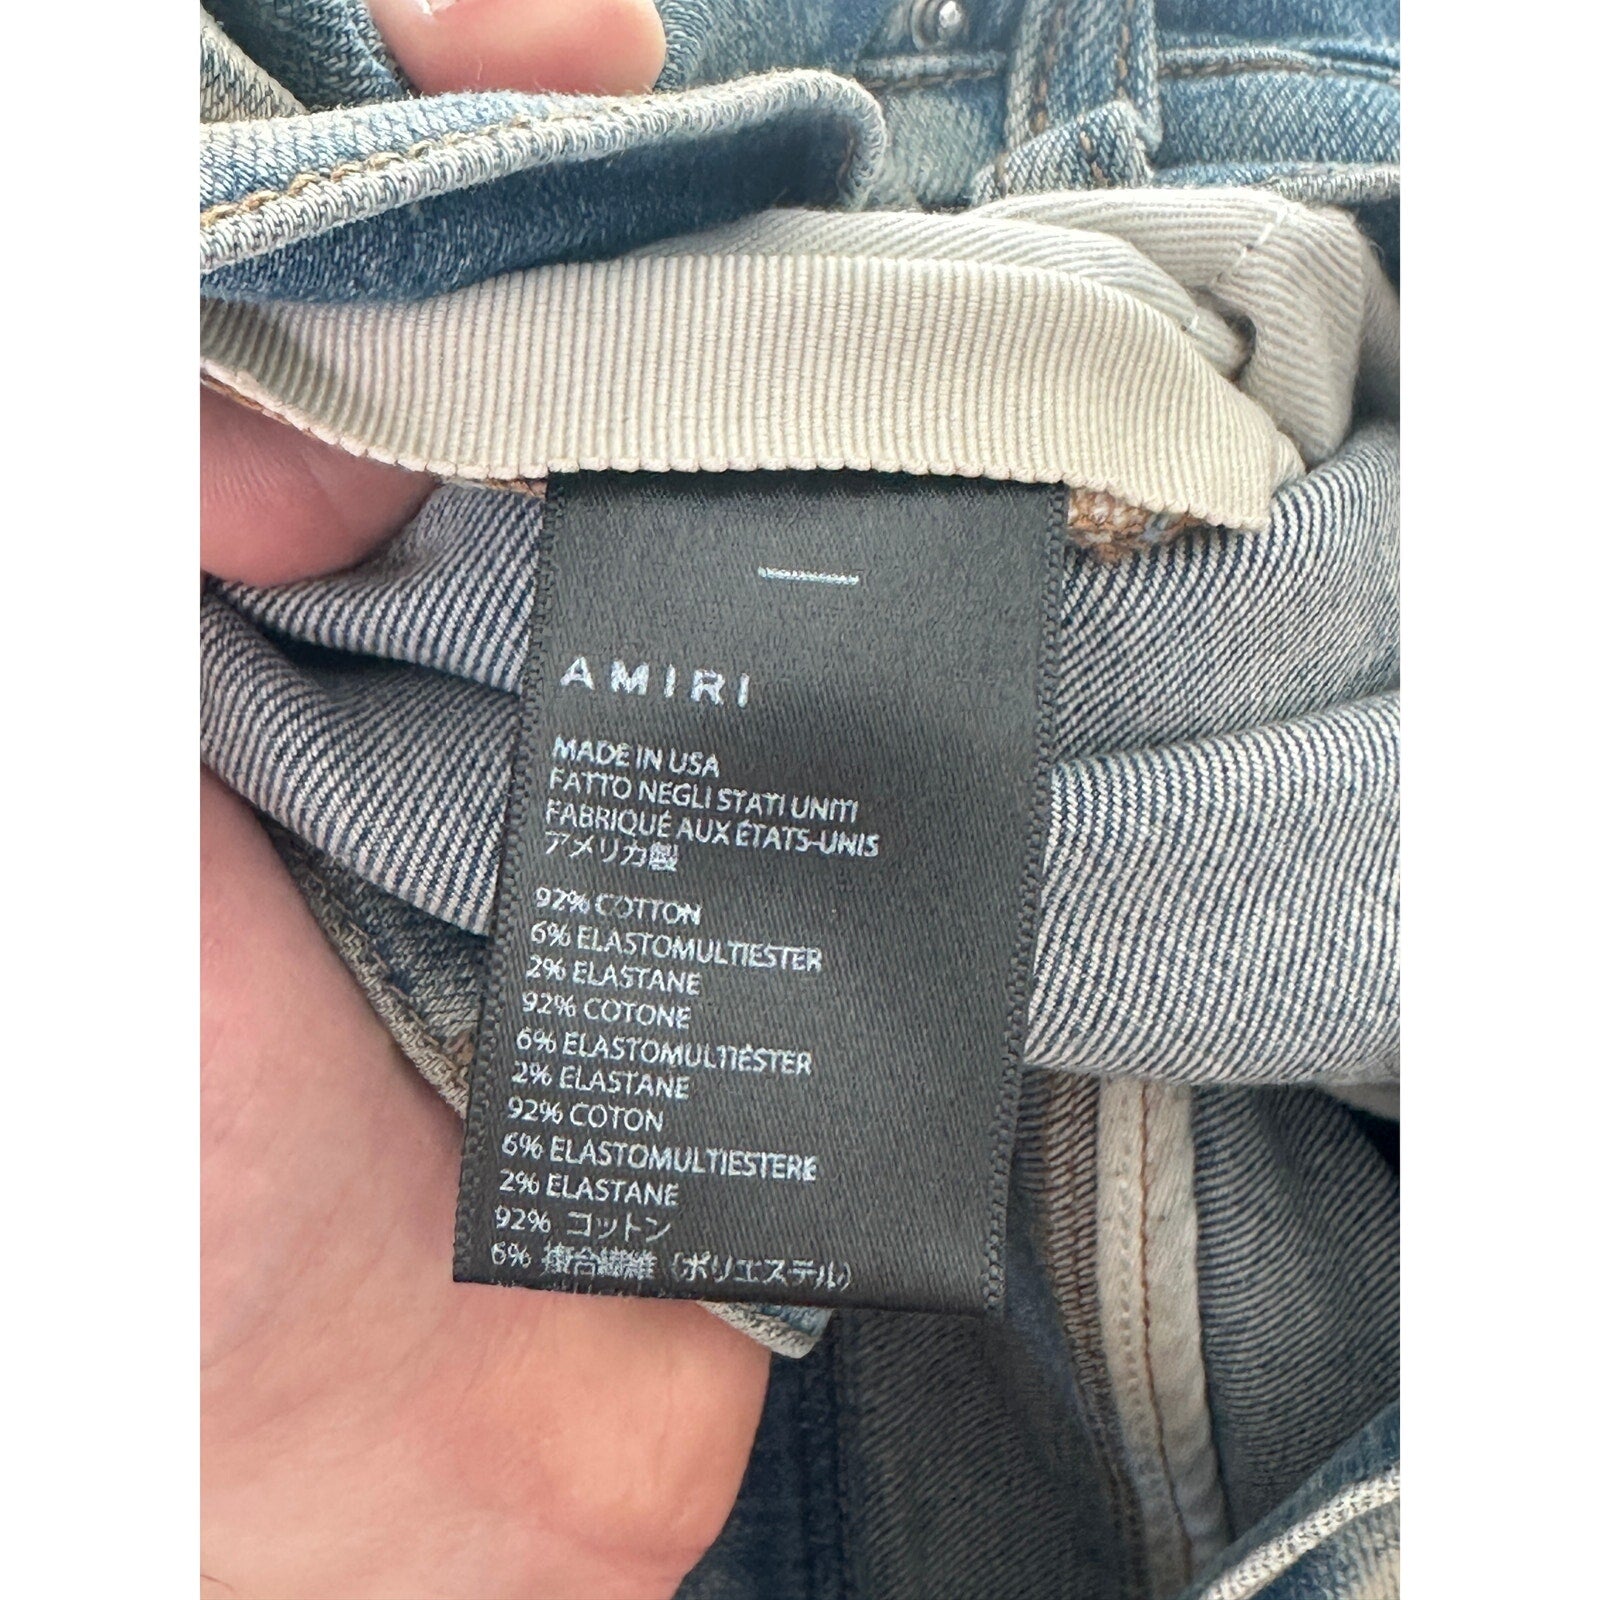 AMIRI
MADE IN USA
FATTO NEGLI STATI UNITI
FABRIQUÉ AUX ÉTATS-UNIS
アメリカ製
92% COTTON
6% ELASTOMULTIESTER
2% ELASTANE
92% COTONE
6% ELASTOMULTIESTER
2% ELASTANE
92% COTON
6% ELASTOMULTIESTERE
2% ELASTANE
92% コットン
6% 複合繊維 (ポリエステル)